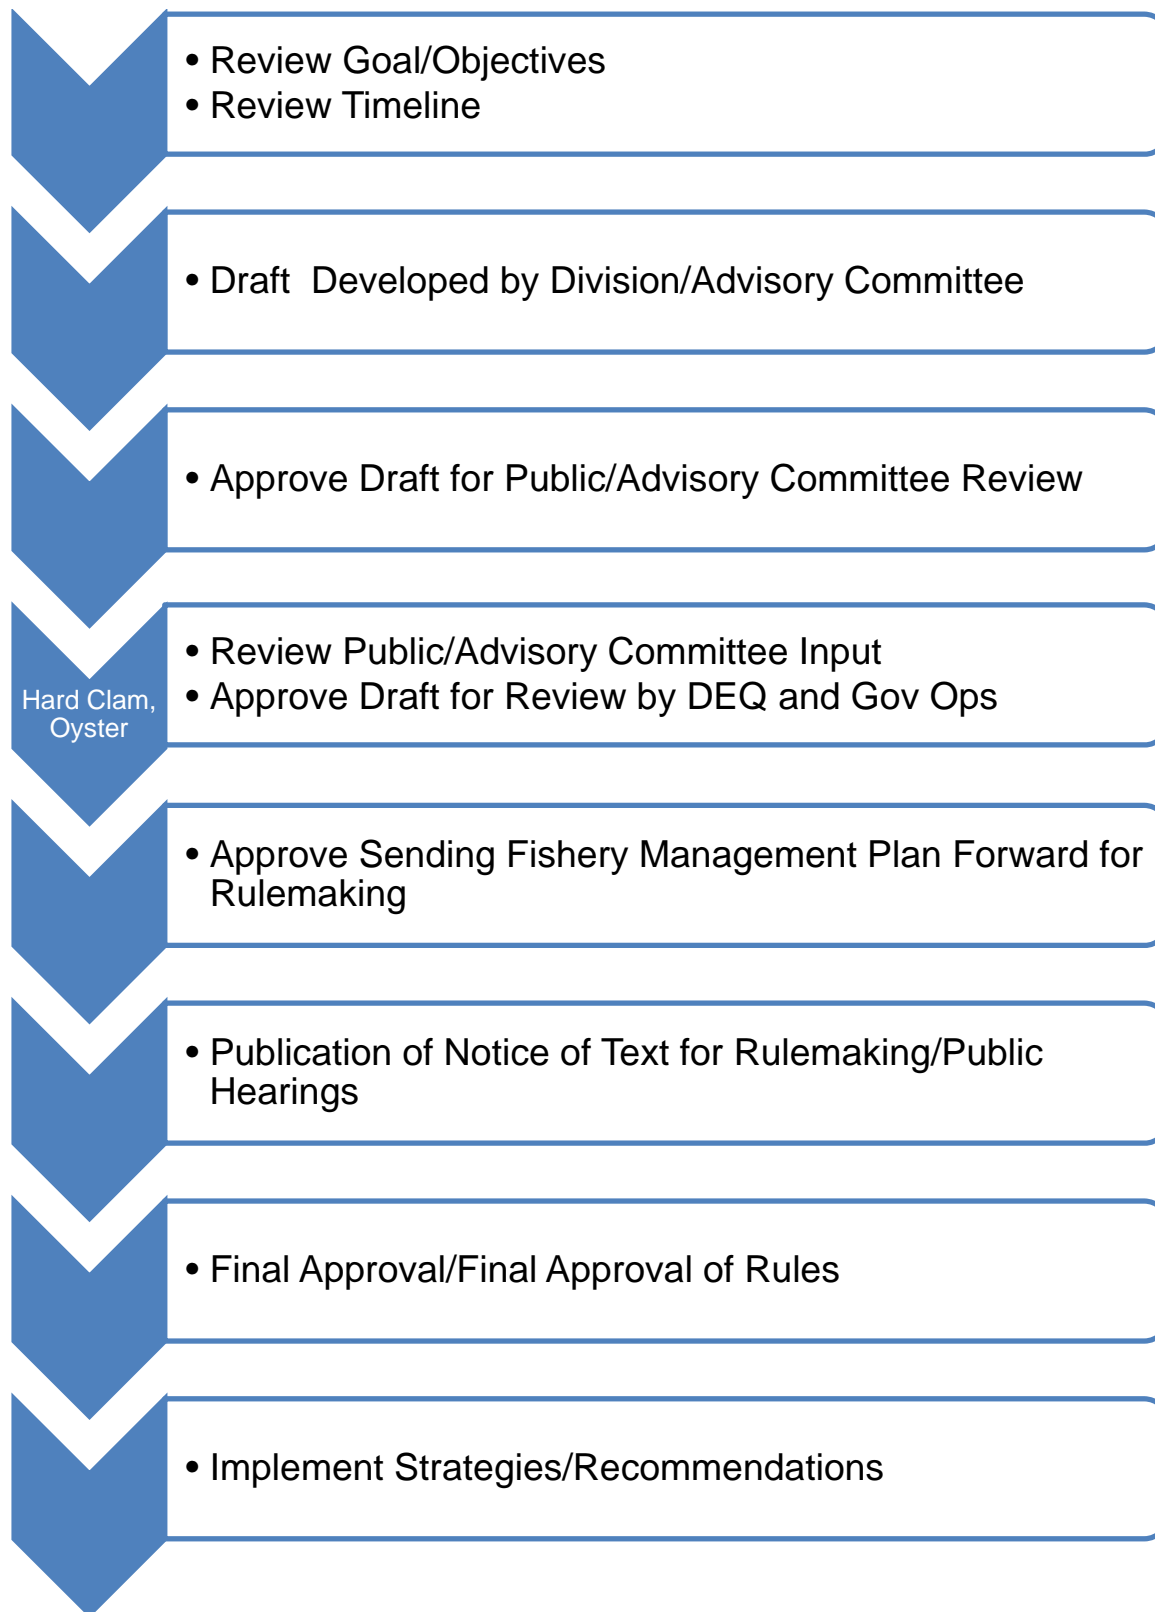 • Review Goal/Objectives
• Review Timeline
• Draft  Developed by Division/Advisory Committee
• Approve Draft for Public/Advisory Committee Review
Hard Clam,
Oyster
• Review Public/Advisory Committee Input
• Approve Draft for Review by DEQ and Gov Ops
• Approve Sending Fishery Management Plan Forward for
Rulemaking
• Publication of Notice of Text for Rulemaking/Public
Hearings
• Final Approval/Final Approval of Rules
• Implement Strategies/Recommendations